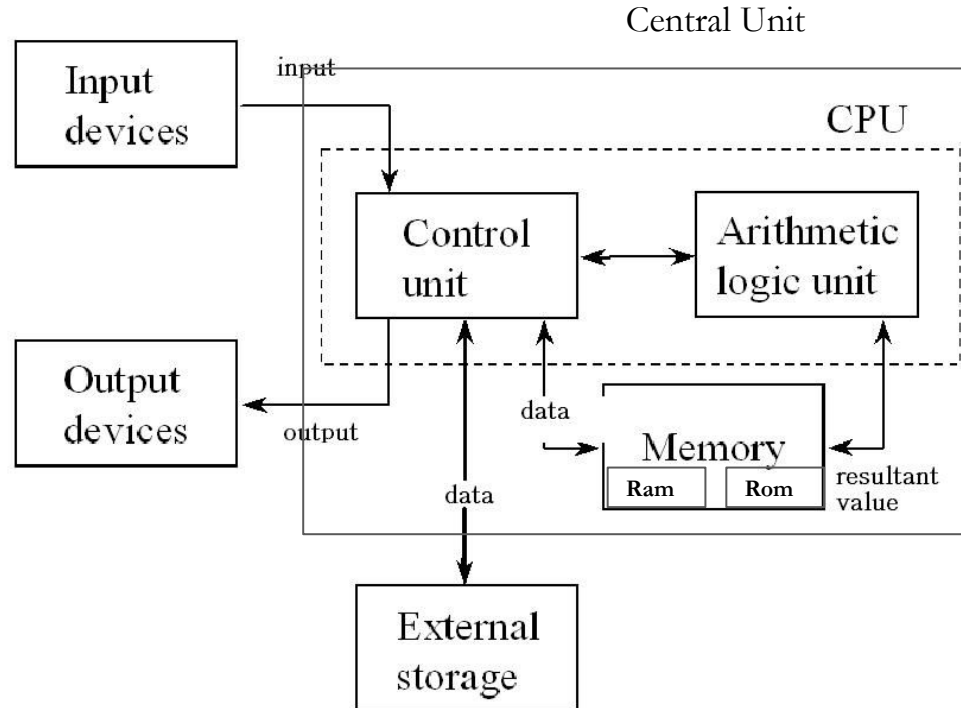 Central Unit
input
Input
devices
CPU
Control
unit
Arithmetic
logic unit
Output
devices
output
data
Memory
Ram
Rom
resultant
value
data
External
storage